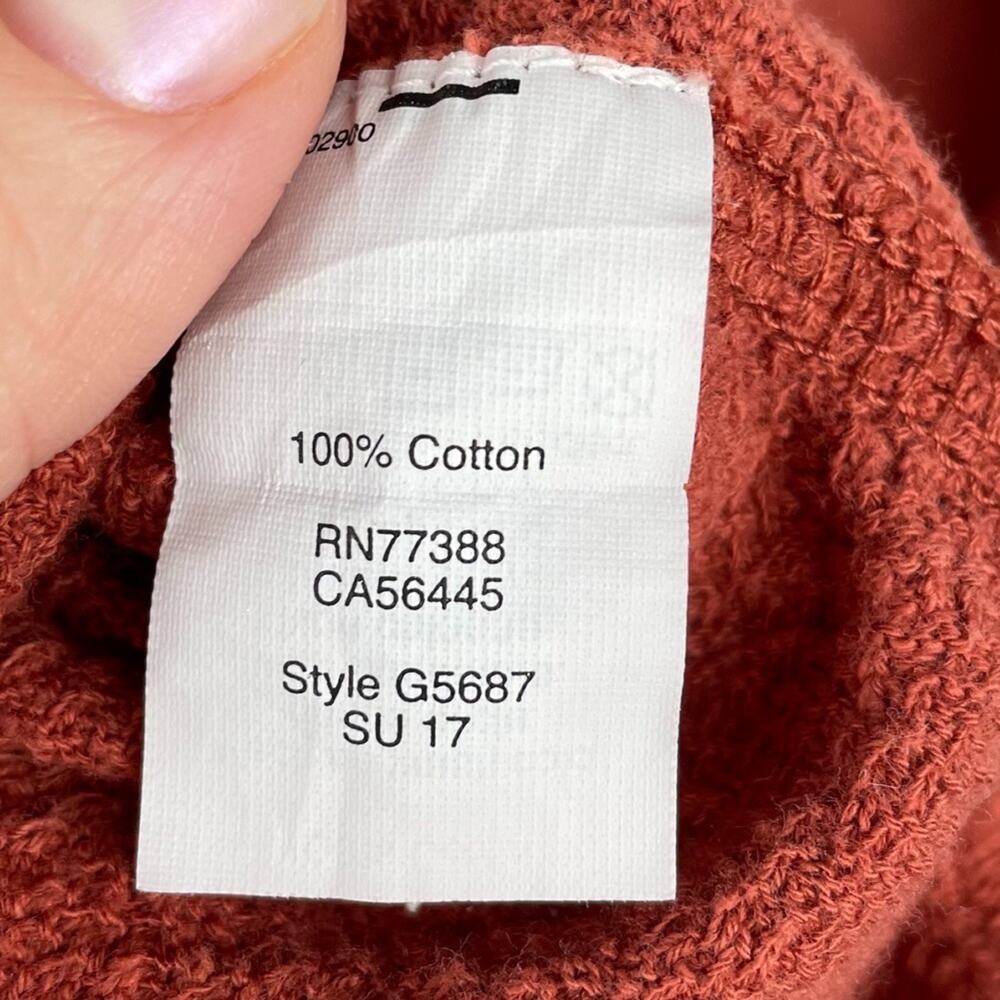 100% Cotton
RN77388
CA56445
Style G5687
SU 17